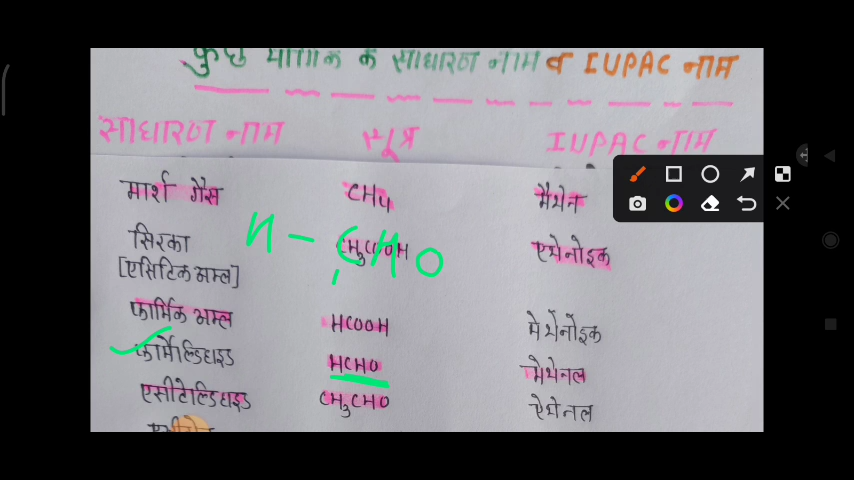 कुछ यौगिक के साधारण नाम व IUPAC नाम
साधारण नाम सूत्र IUPAC नाम
मार्श गैस CH4 मैथेन
सिरका CH3COOH एथेनोइक
[एसिटिक अम्ल]
H - CHO
फार्मिक अम्ल HCOOH मेथेनोइक
फार्मेल्डिहाइड HCHO मेथेनल
एसीटेल्डिहाइड CH3CHO ऐथेनल